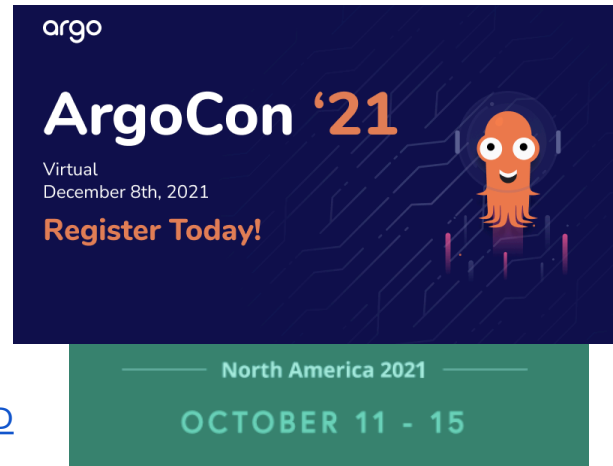 argo
ArgoCon ‘21
Virtual
December 8th, 2021
Register Today!
North America 2021
OCTOBER 11 - 15